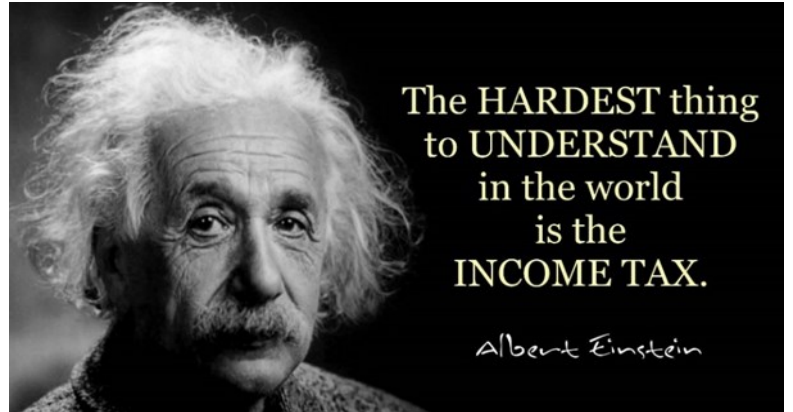 The HARDEST thing
to UNDERSTAND
in the world
is the
INCOME TAX.
Albert Einstein